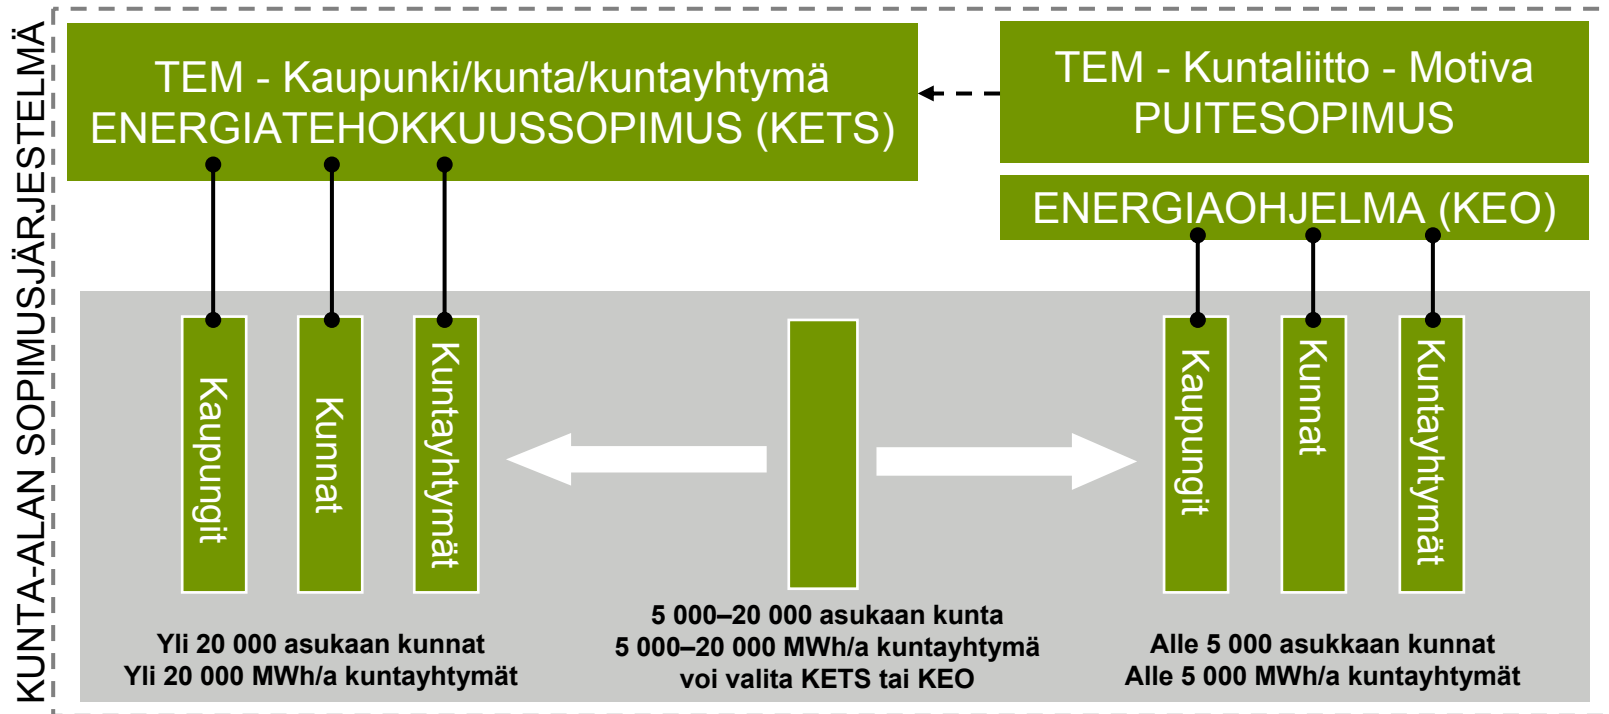 KUNTA-ALAN SOPIMUSJÄRJESTELMÄ
TEM - Kaupunki/kunta/kuntayhtymä
ENERGIATEHOKKUUSSOPIMUS (KETS)
TEM - Kuntaliitto - Motiva
PUITESOPIMUS
ENERGIAOHJELMA (KEO)
Kaupungit
Kunnat
Kuntayhtymät
Kaupungit
Kunnat
Kuntayhtymät
Yli 20 000 asukaan kunnat
Yli 20 000 MWh/a kuntayhtymät
5 000–20 000 asukaan kunta
5 000–20 000 MWh/a kuntayhtymä
voi valita KETS tai KEO
Alle 5 000 asukkaan kunnat
Alle 5 000 MWh/a kuntayhtymät